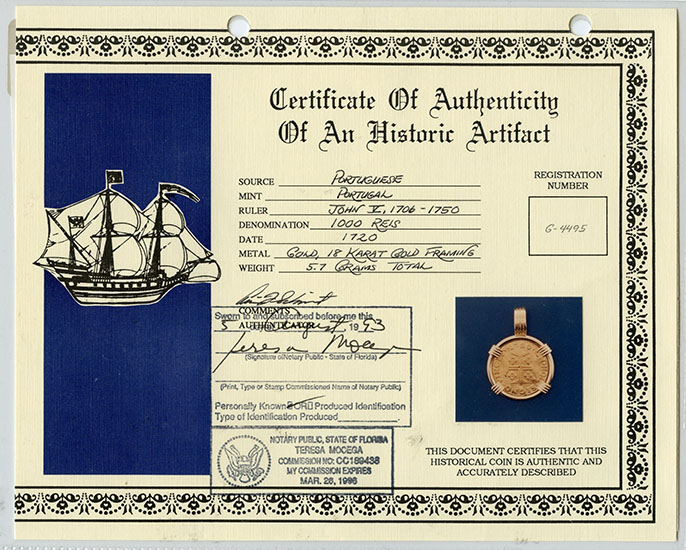 Certificate Of Authenticity
Of An Historic Artifact
SOURCE PORTUGUESE
MINT PORTUGAL
RULER JOHN V, 1706-1750
DENOMINATION 1000 REIS
DATE 1720
METAL GOLD, 18 KARAT GOLD FRAMING
WEIGHT 5.7 GRAMS TOTAL
REGISTRATION
NUMBER
G-4495
COMMENTS
Sworn to and subscribed before me this
5 August, 1993
Teresa Mocega
(Signature of Notary Public - State of Florida)
(Print, Type or Stamp Commissioned Name of Notary Public)
Personally Known OR Produced Identification
Type of Identification Produced
NOTARY PUBLIC, STATE OF FLORIDA
TERESA MOCEGA
COMMISSION NO: CC189438
MY COMMISSION EXPIRES
MAR. 26, 1996
THIS DOCUMENT CERTIFIES THAT THIS
HISTORICAL COIN IS AUTHENTIC AND
ACCURATELY DESCRIBED